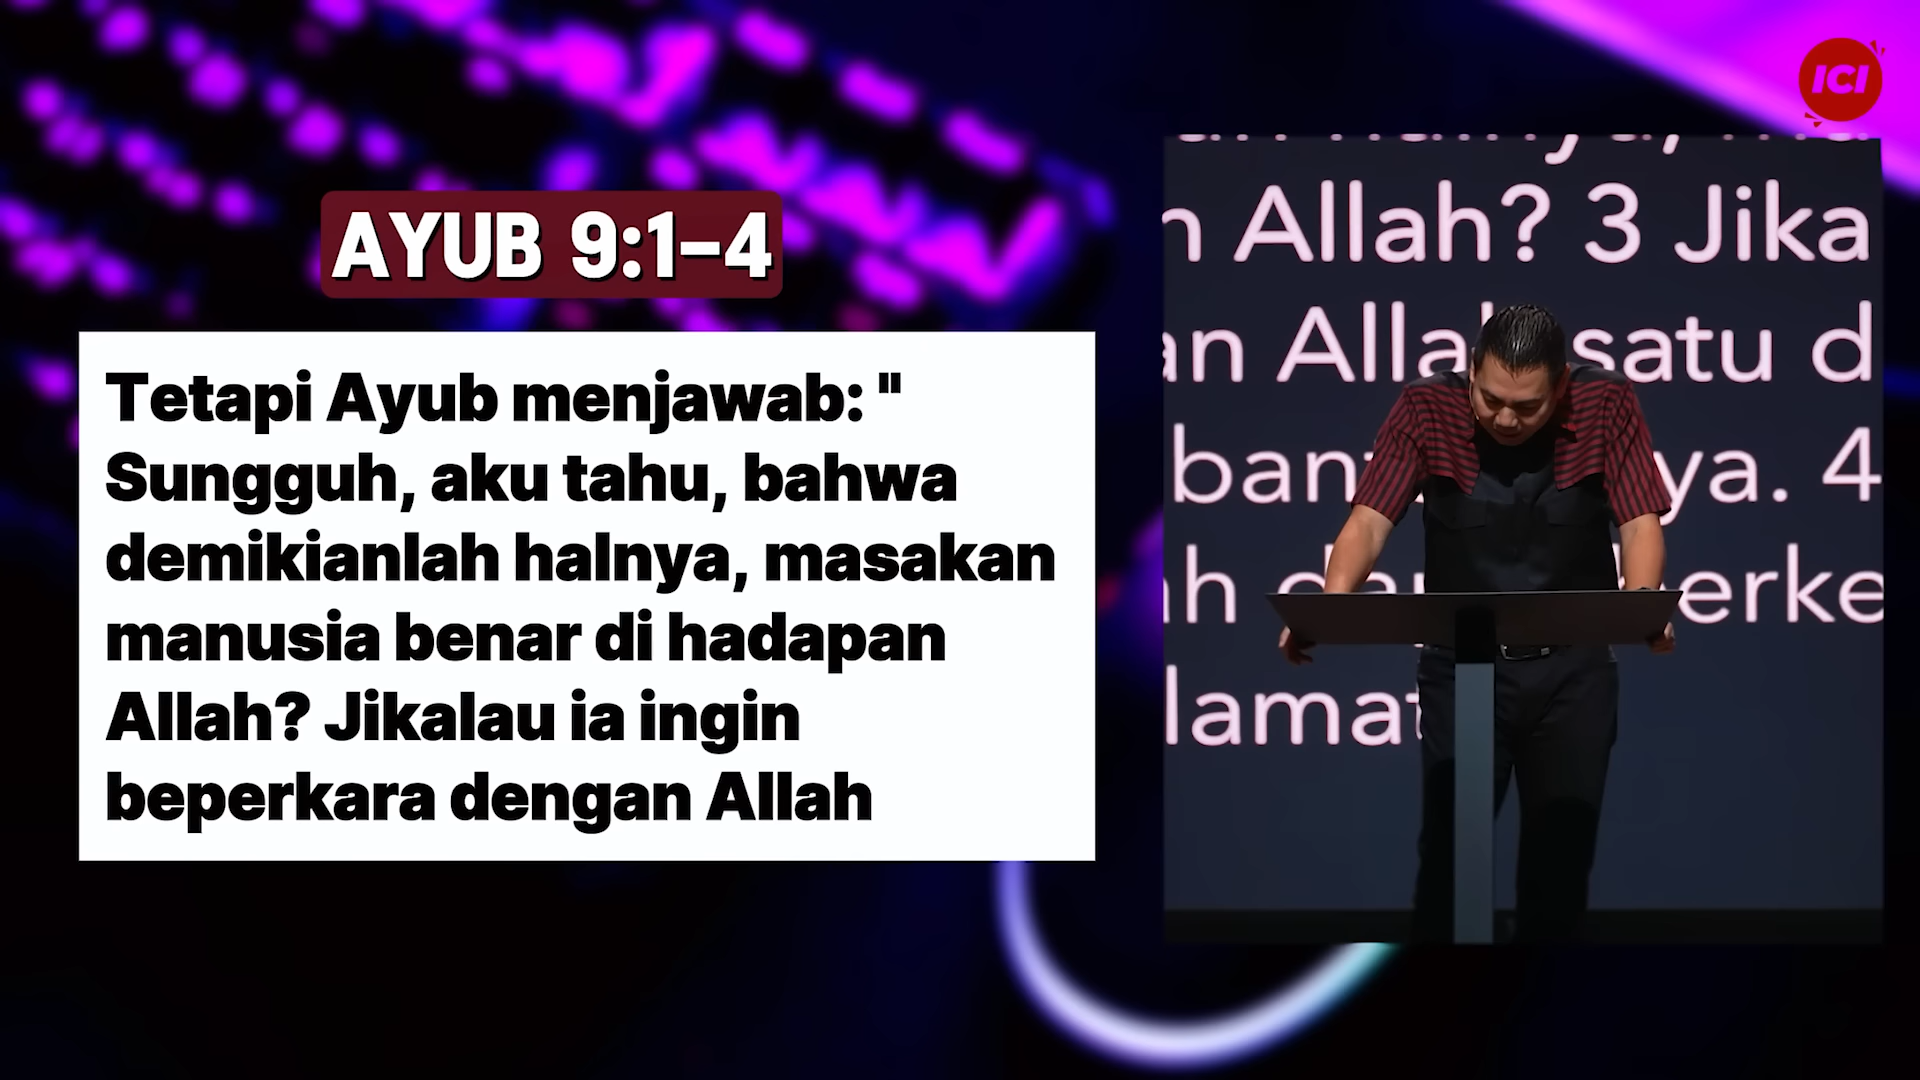 ICI
AYUB 9:1-4
Tetapi Ayub menjawab: "
Sungguh, aku tahu, bahwa
demikianlah halnya, masakan
manusia benar di hadapan
Allah? Jikalau ia ingin
beperkara dengan Allah
Allah? 3 Jika
Allah satu
ya. 4